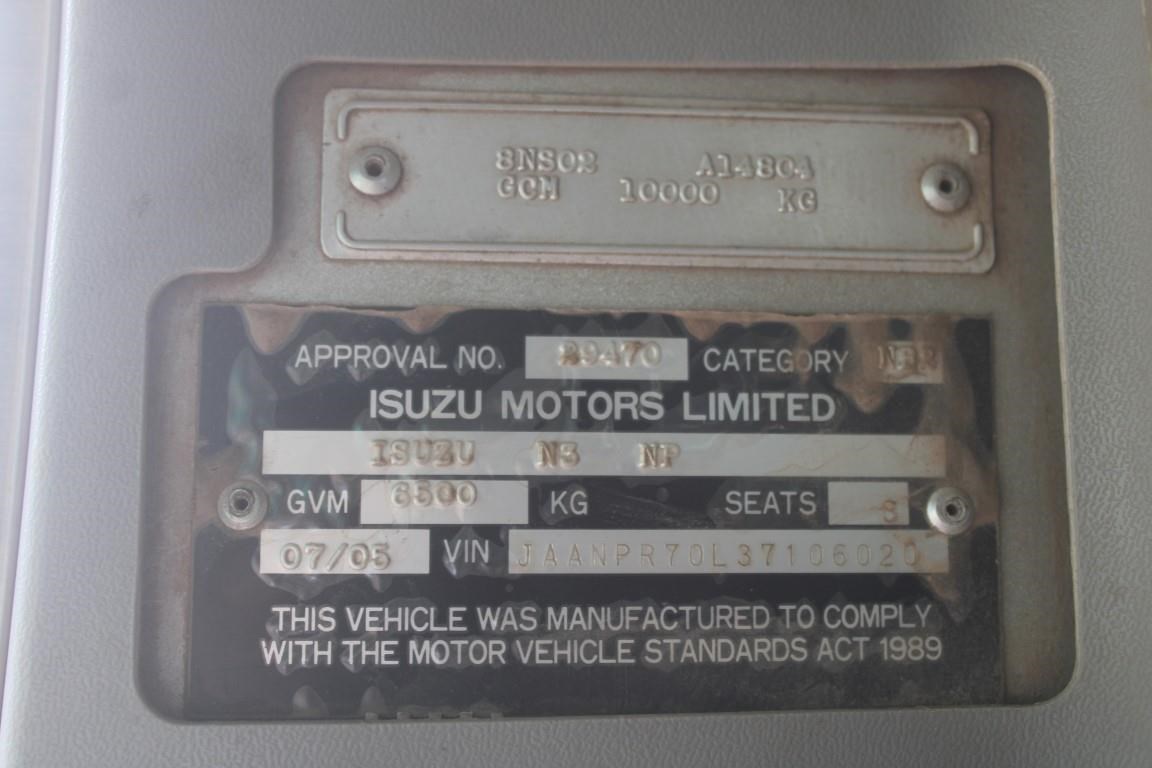 8NS02 A14804
GCM 10000 KG
APPROVAL NO. 29470 CATEGORY NB2
ISUZU MOTORS LIMITED
ISUZU N3 NP
GVM 6500 KG SEATS 3
07/05 VIN JAANPR70L37106020
THIS VEHICLE WAS MANUFACTURED TO COMPLY
WITH THE MOTOR VEHICLE STANDARDS ACT 1989